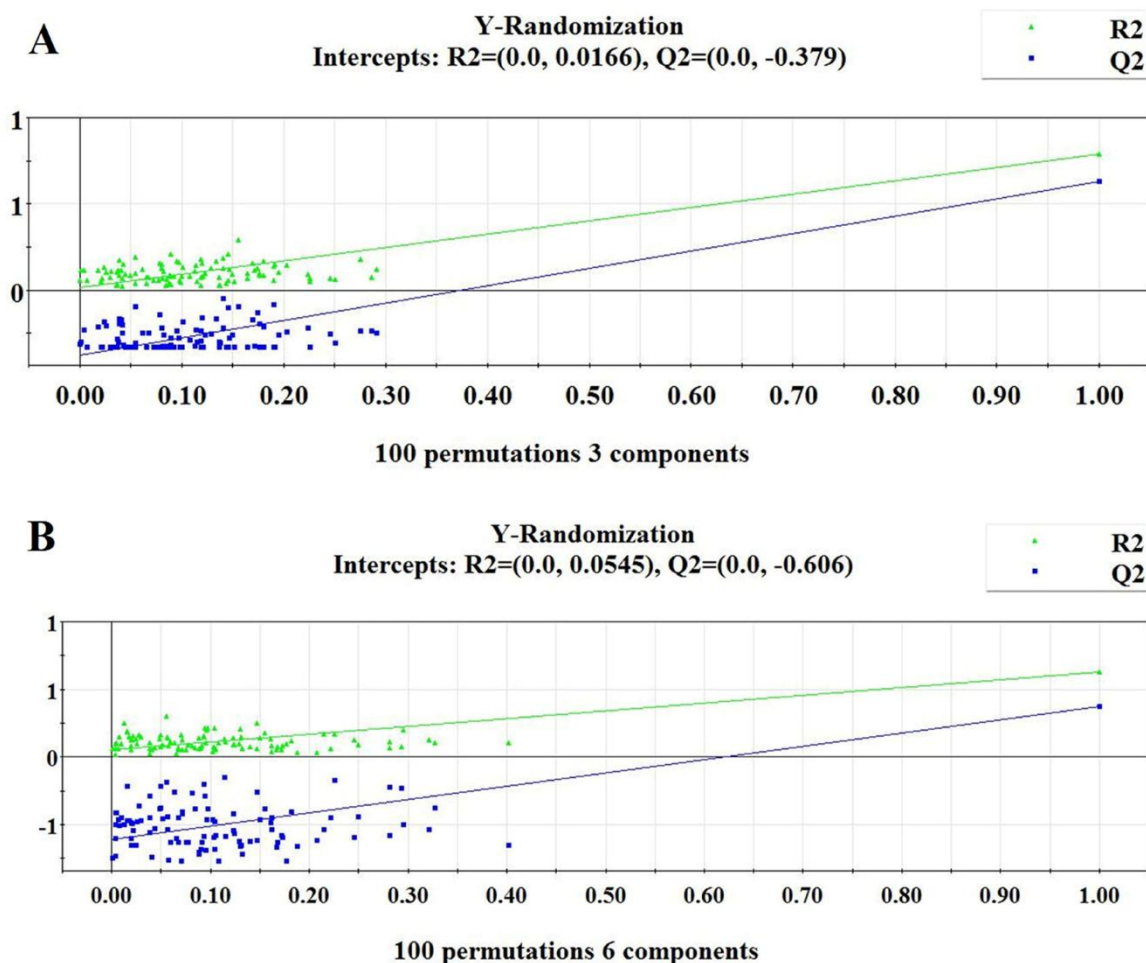 A
Y-Randomization
Intercepts: R2=(0.0, 0.0166), Q2=(0.0, -0.379)
R2
Q2
1
1
0
0.00 0.10 0.20 0.30 0.40 0.50 0.60 0.70 0.80 0.90 1.00
100 permutations 3 components
B
Y-Randomization
Intercepts: R2=(0.0, 0.0545), Q2=(0.0, -0.606)
R2
Q2
1
1
0
-1
0.00 0.10 0.20 0.30 0.40 0.50 0.60 0.70 0.80 0.90 1.00
100 permutations 6 components